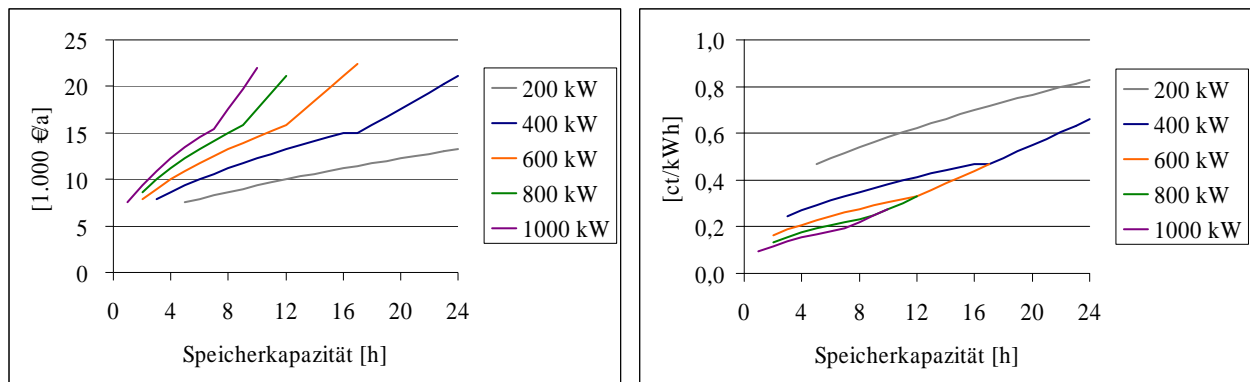 [1.000 €/a]
25
20
15
10
5
0
0 4 8 12 16 20 24
Speicherkapazität [h]
200 kW
400 kW
600 kW
800 kW
1000 kW
[ct/kWh]
1,0
0,8
0,6
0,4
0,2
0,0
0 4 8 12 16 20 24
Speicherkapazität [h]
200 kW
400 kW
600 kW
800 kW
1000 kW